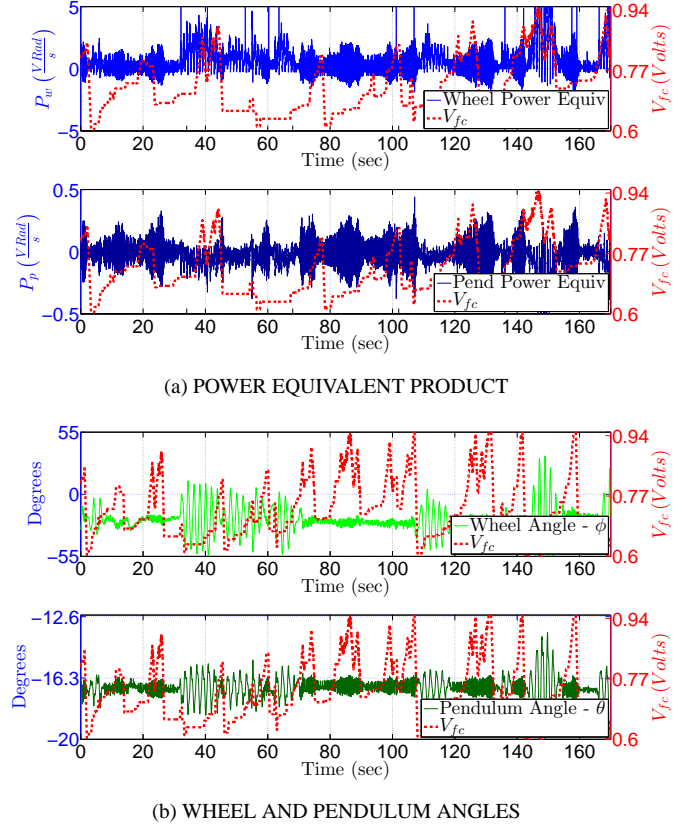 5
0
−5
P_w (VRad/s)
0.94
0.77
0.6
V_fc (Volts)
Wheel Power Equiv
V_fc
0 20 40 60 80 100 120 140 160
Time (sec)
0.5
0
−0.5
P_p (VRad/s)
0.94
0.77
0.6
V_fc (Volts)
Pend Power Equiv
V_fc
0 20 40 60 80 100 120 140 160
Time (sec)
(a) POWER EQUIVALENT PRODUCT
55
0
−55
Degrees
0.94
0.77
0.6
V_fc (Volts)
Wheel Angle - ϕ
V_fc
0 20 40 60 80 100 120 140 160
Time (sec)
−12.6
−16.3
−20
Degrees
0.94
0.77
0.6
V_fc (Volts)
Pendulum Angle - θ
V_fc
0 20 40 60 80 100 120 140 160
Time (sec)
(b) WHEEL AND PENDULUM ANGLES